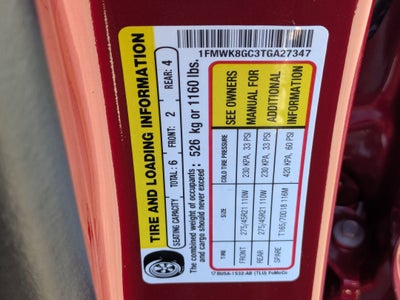 1FMWK8GC3TGA27347
TIRE AND LOADING INFORMATION
SEATING CAPACITY TOTAL: 6 FRONT: 2 REAR: 4
The combined weight of occupants and cargo should never exceed: 526 kg or 1160 lbs.
TIRE SIZE COLD TIRE PRESSURE
FRONT 275/45R21 110W 230 KPA, 33 PSI
REAR 275/45R21 110W 230 KPA, 33 PSI
SPARE T165/70D18 116M 420 KPA, 60 PSI
SEE OWNERS
MANUAL FOR
ADDITIONAL
INFORMATION
(TLU) FoMoCo